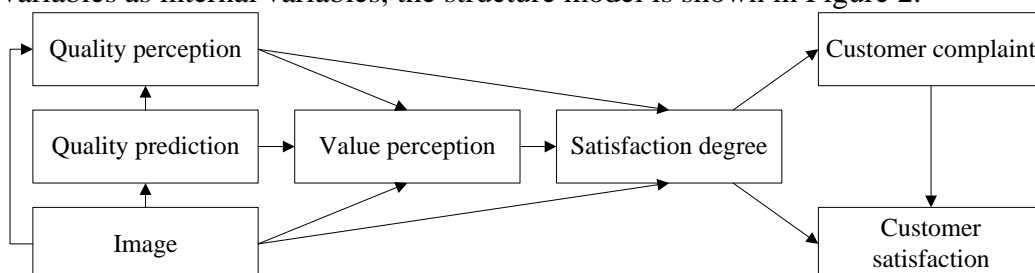 variables as internal variables, the structure model is shown in Figure 2.
Quality perception
Customer complaint
Quality prediction
Value perception
Satisfaction degree
Image
Customer
satisfaction